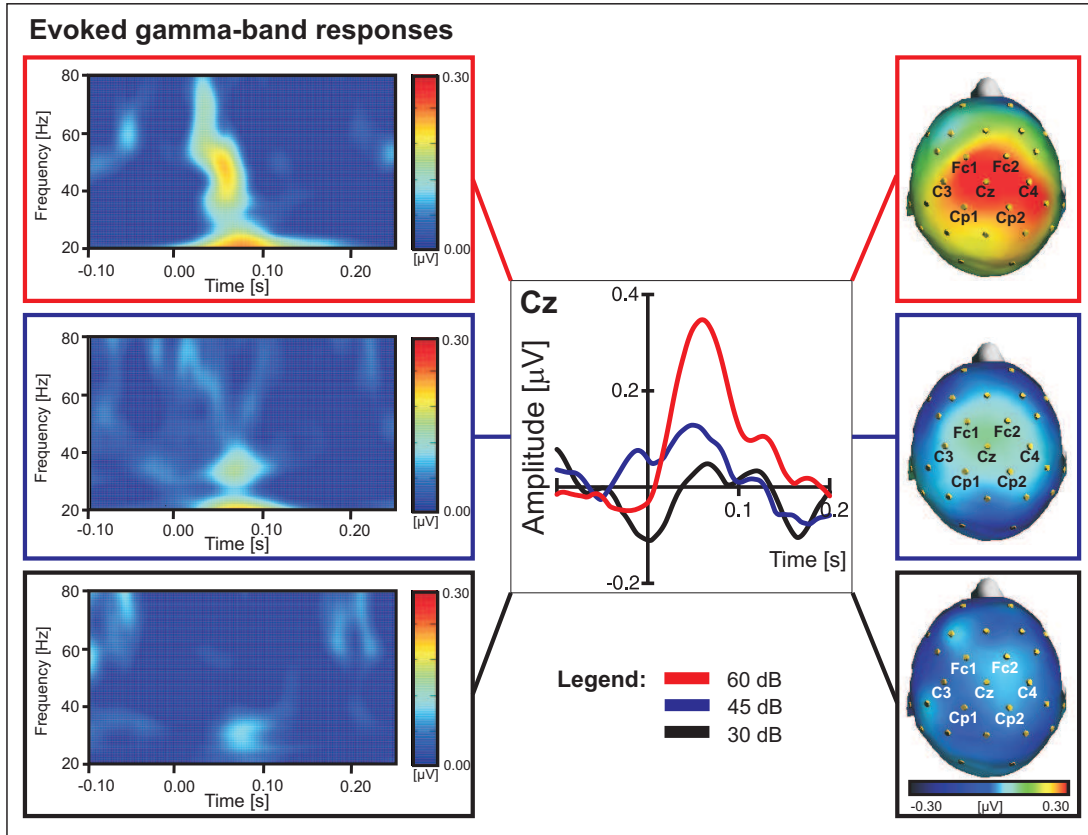 Evoked gamma-band responses
80
60
40
20
Frequency [Hz]
-0.10 0.00 0.10 0.20
Time [s]
0.30
0.00
[µV]
Fc1 Fc2
C3 Cz C4
Cp1 Cp2
Cz
0.4
0.2
-0.2
Amplitude [µV]
0.1 0.2
Time [s]
80
60
40
20
Frequency [Hz]
-0.10 0.00 0.10 0.20
Time [s]
0.30
0.00
[µV]
Fc1 Fc2
C3 Cz C4
Cp1 Cp2
80
60
40
20
Frequency [Hz]
-0.10 0.00 0.10 0.20
Time [s]
0.30
0.00
[µV]
Legend:
60 dB
45 dB
30 dB
Fc1 Fc2
C3 Cz C4
Cp1 Cp2
-0.30 [µV] 0.30